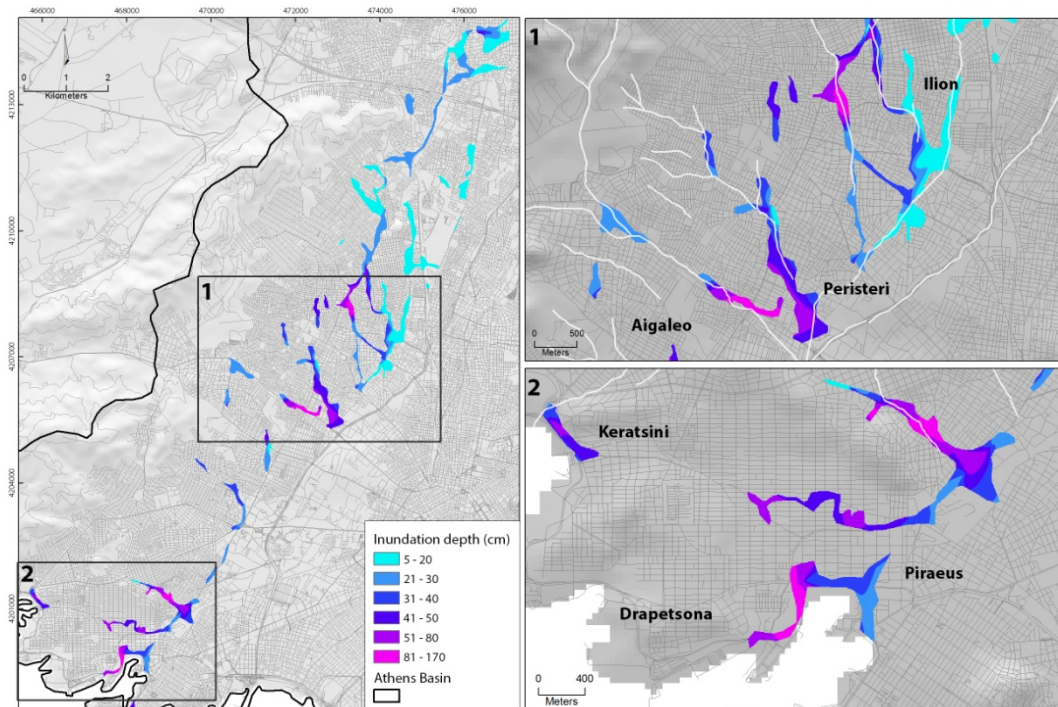 466000 468000 470000 472000 474000 476000
0 1 2
Kilometers
4213000
4210000
4207000
4204000
4201000
1
2
Inundation depth (cm)
5 - 20
21 - 30
31 - 40
41 - 50
51 - 80
81 - 170
Athens Basin
1
Ilion
Peristeri
Aigaleo
0 500
Meters
2
Keratsini
Piraeus
Drapetsona
0 400
Meters